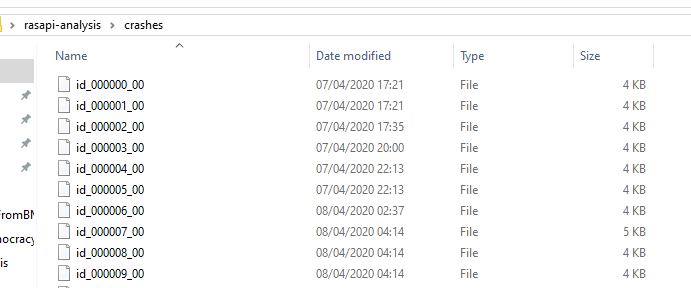 rasapi-analysis > crashes
Name Date modified Type Size
id_000000_00 07/04/2020 17:21 File 4 KB
id_000001_00 07/04/2020 17:21 File 4 KB
id_000002_00 07/04/2020 17:35 File 4 KB
id_000003_00 07/04/2020 20:00 File 4 KB
id_000004_00 07/04/2020 22:13 File 4 KB
id_000005_00 07/04/2020 22:13 File 4 KB
id_000006_00 08/04/2020 02:37 File 4 KB
FromBM
id_000007_00 08/04/2020 04:14 File 5 KB
nocracy
id_000008_00 08/04/2020 04:14 File 4 KB
is
id_000009_00 08/04/2020 04:14 File 4 KB